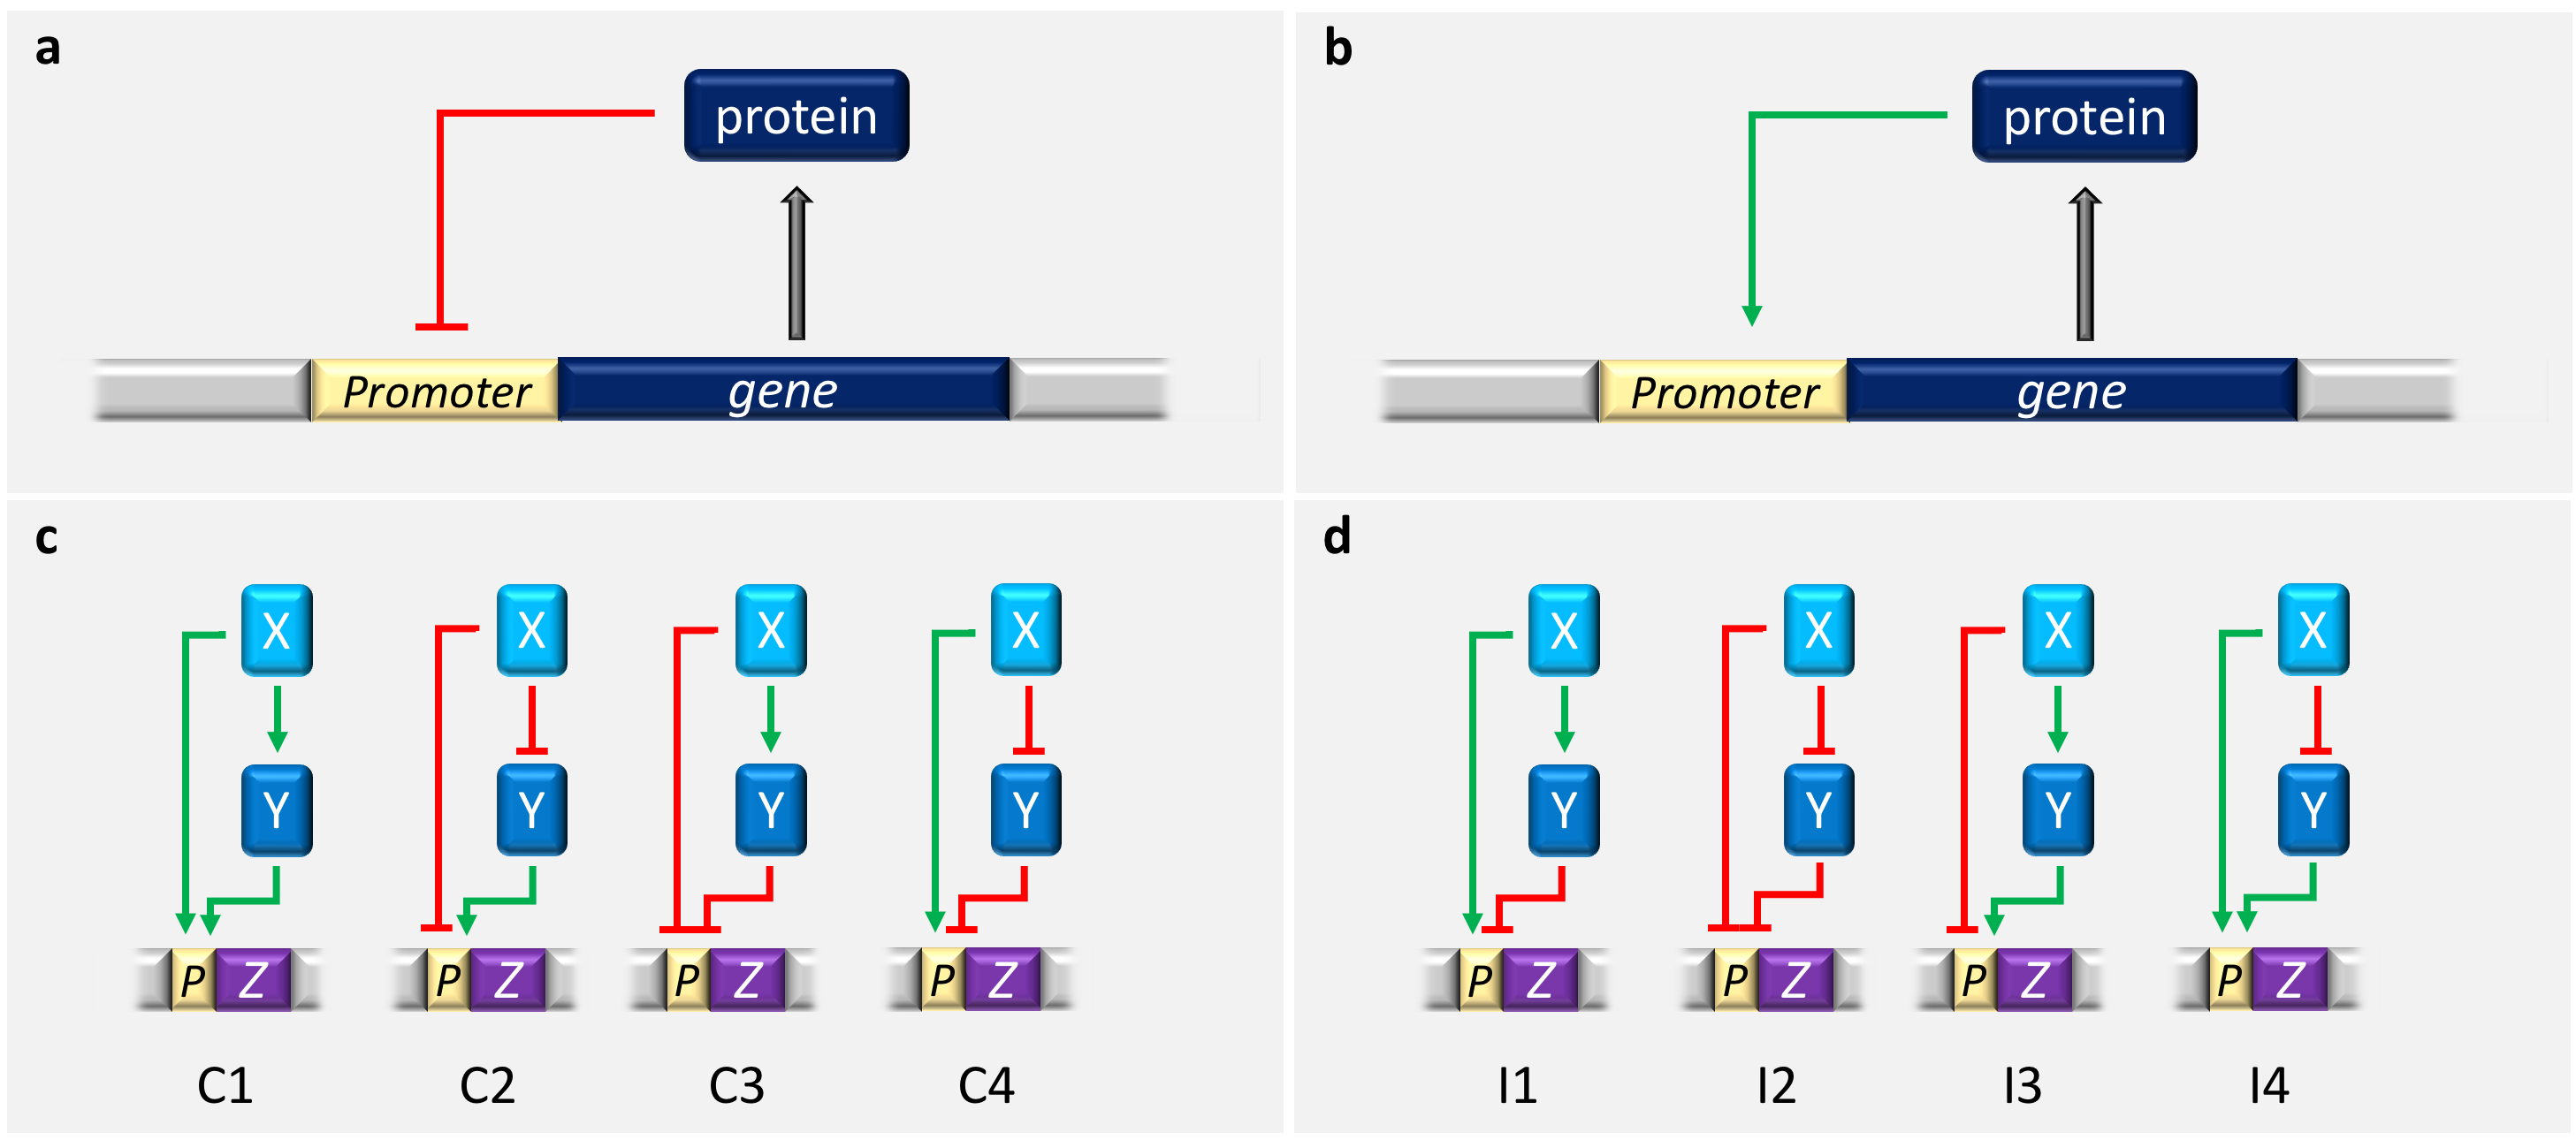 a
protein
Promoter gene
b
protein
Promoter gene
c
X X X X
Y Y Y Y
P Z P Z P Z P Z
C1 C2 C3 C4
d
X X X X
Y Y Y Y
P Z P Z P Z P Z
I1 I2 I3 I4